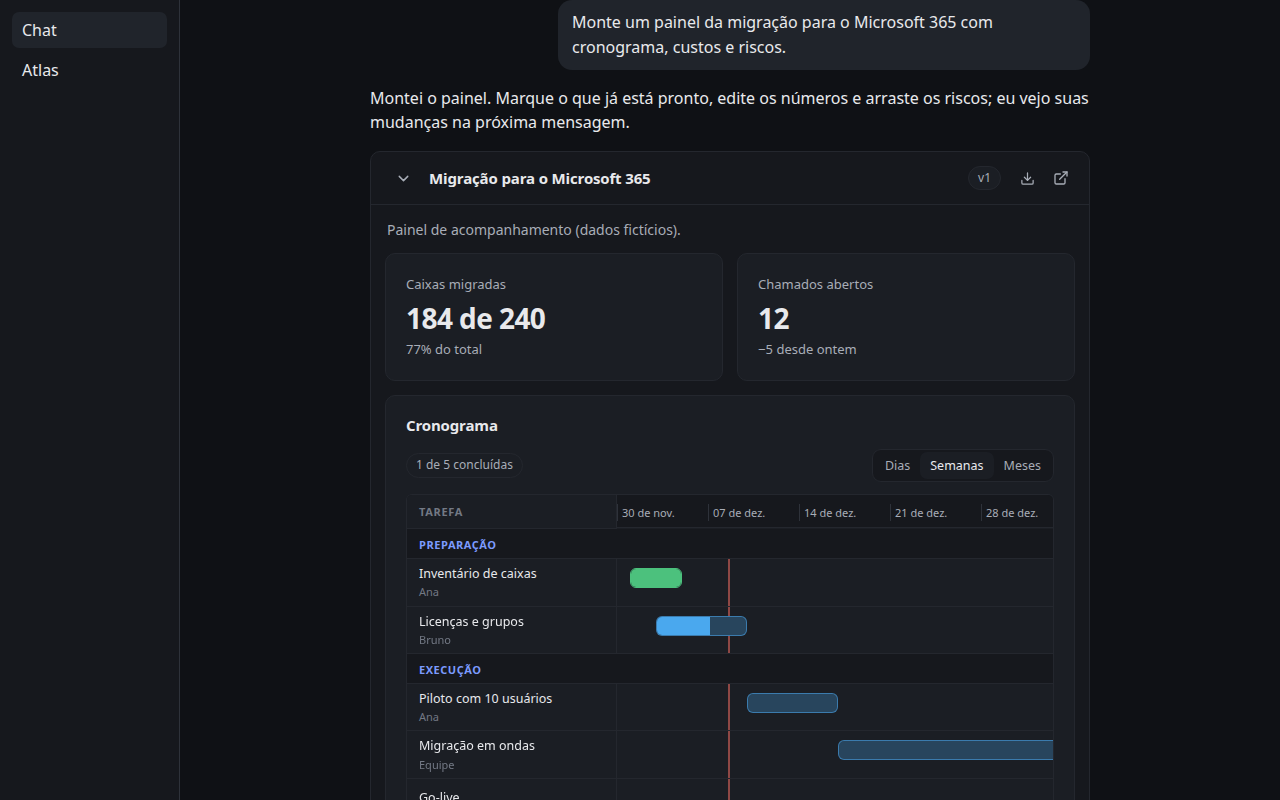 Chat
Atlas
Monte um painel da migração para o Microsoft 365 com
cronograma, custos e riscos.
Montei o painel. Marque o que já está pronto, edite os números e arraste os riscos; eu vejo suas
mudanças na próxima mensagem.
Migração para o Microsoft 365
v1
Painel de acompanhamento (dados fictícios).
Caixas migradas
184 de 240
77% do total
Chamados abertos
12
−5 desde ontem
Cronograma
1 de 5 concluídas
Dias Semanas Meses
TAREFA 30 de nov. 07 de dez. 14 de dez. 21 de dez. 28 de dez.
PREPARAÇÃO
Inventário de caixas
Ana
Licenças e grupos
Bruno
EXECUÇÃO
Piloto com 10 usuários
Ana
Migração em ondas
Equipe
Go-live